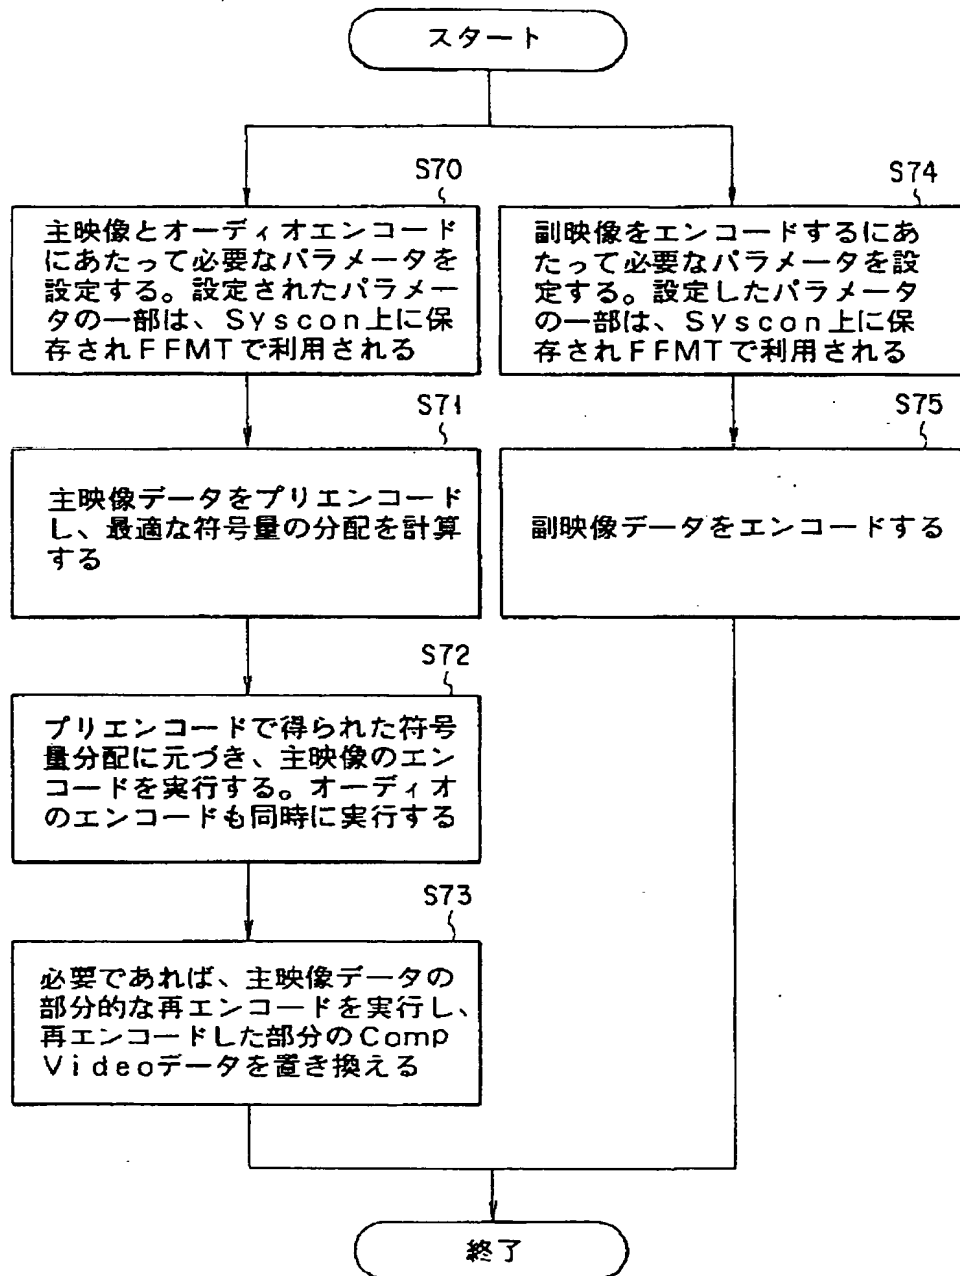 スタート
S70
主映像とオーディオエンコード
にあたって必要なパラメータを
設定する。設定されたパラメー
タの一部は、Syscon上に保
存されFFMTで利用される
S71
主映像データをプリエンコード
し、最適な符号量の分配を計算
する
S72
プリエンコードで得られた符号
量分配に元づき、主映像のエン
コードを実行する。オーディオ
のエンコードも同時に実行する
S73
必要であれば、主映像データの
部分的な再エンコードを実行し、
再エンコードした部分のComp
Videoデータを置き換える
S74
副映像をエンコードするにあ
たって必要なパラメータを設
定する。設定したパラメータ
の一部は、Syscon上に保
存されFFMTで利用される
S75
副映像データをエンコードする
終了